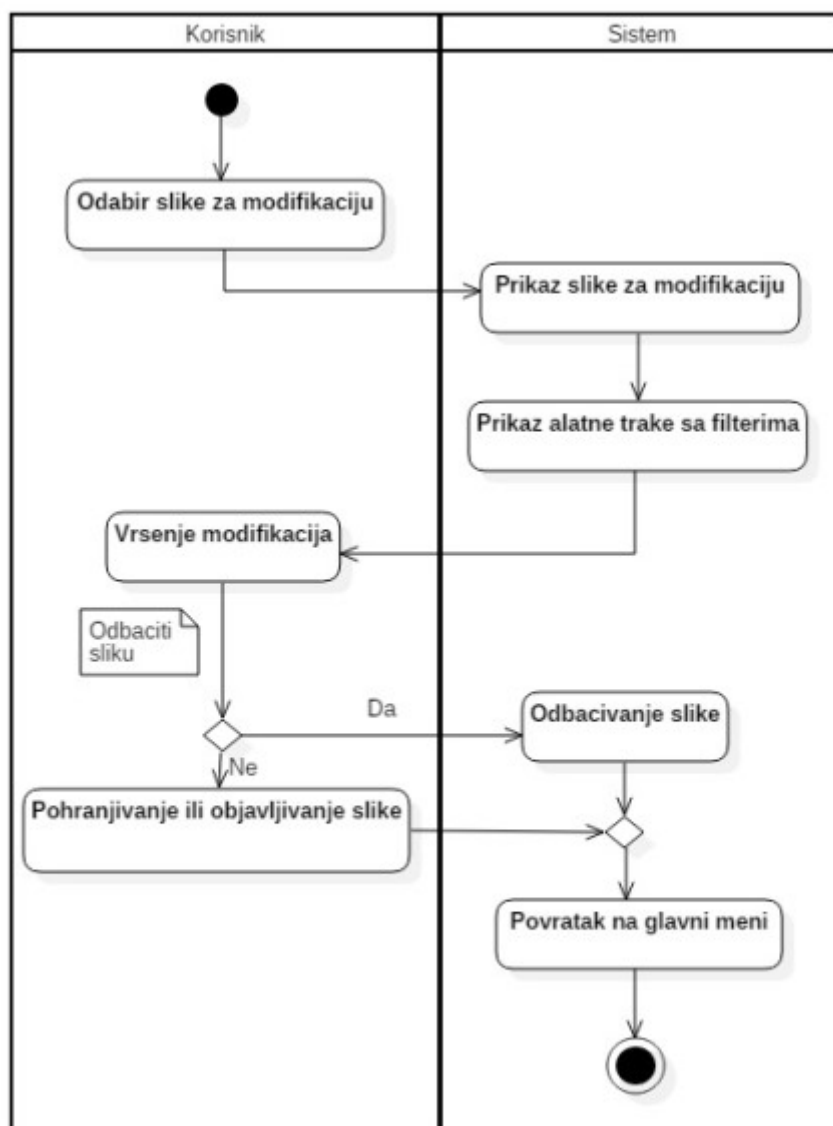 Korisnik
Sistem
Odabir slike za modifikaciju
Prikaz slike za modifikaciju
Prikaz alatne trake sa filterima
Vrsenje modifikacija
Odbaciti
sliku
Da
Odbacivanje slike
Ne
Pohranjivanje ili objavljivanje slike
Povratak na glavni meni